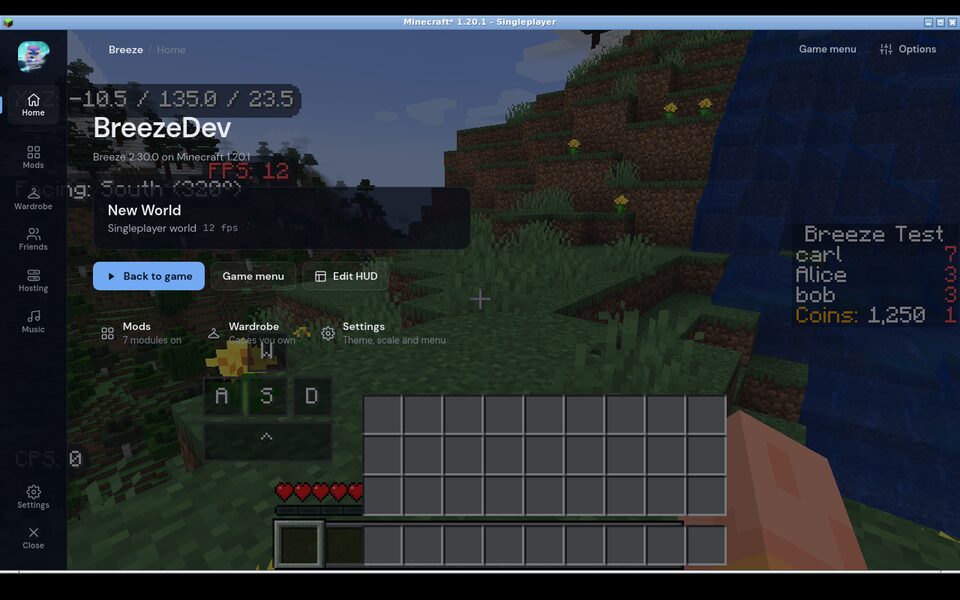 Minecraft* 1.20.1 - Singleplayer
Breeze / Home
Game menu
Options
-10.5 / 135.0 / 23.5
Home
BreezeDev
Breeze 2.30.0 on Minecraft 1.20.1
FPS: 12
Mods
Facing: South (320°)
Wardrobe
New World
Singleplayer world 12 fps
Friends
Breeze Test
carl 7
Alice 3
bob 3
Coins: 1,250 1
Back to game
Game menu
Edit HUD
Hosting
Music
Mods
7 modules on
Wardrobe
Capes you own
Settings
Theme, scale and menu
W
A
S
D
^
CPS: 0
Settings
Close